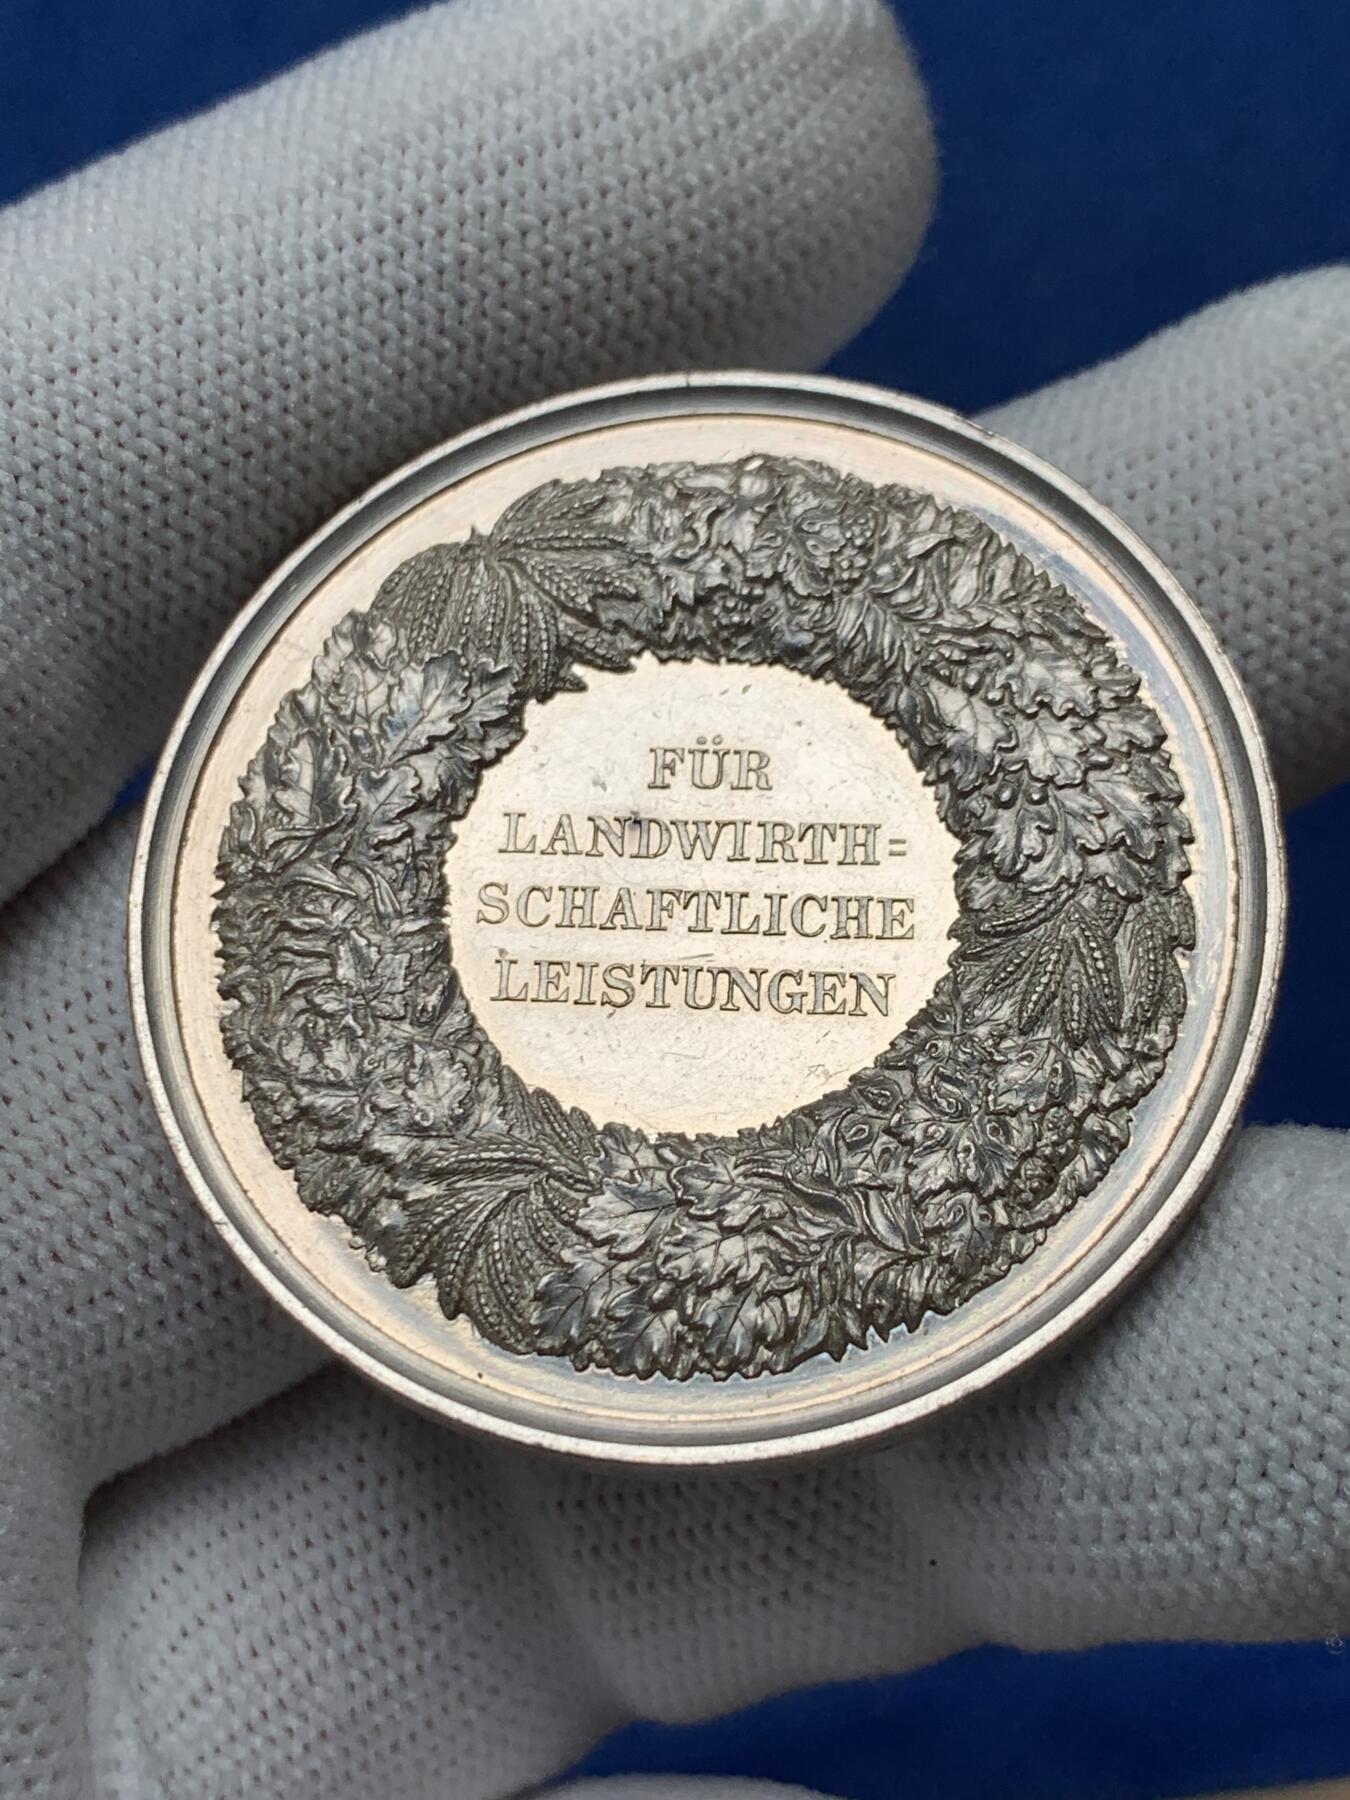 FÜR
LANDWIRTH=
SCHAFTLICHE
LEISTUNGEN